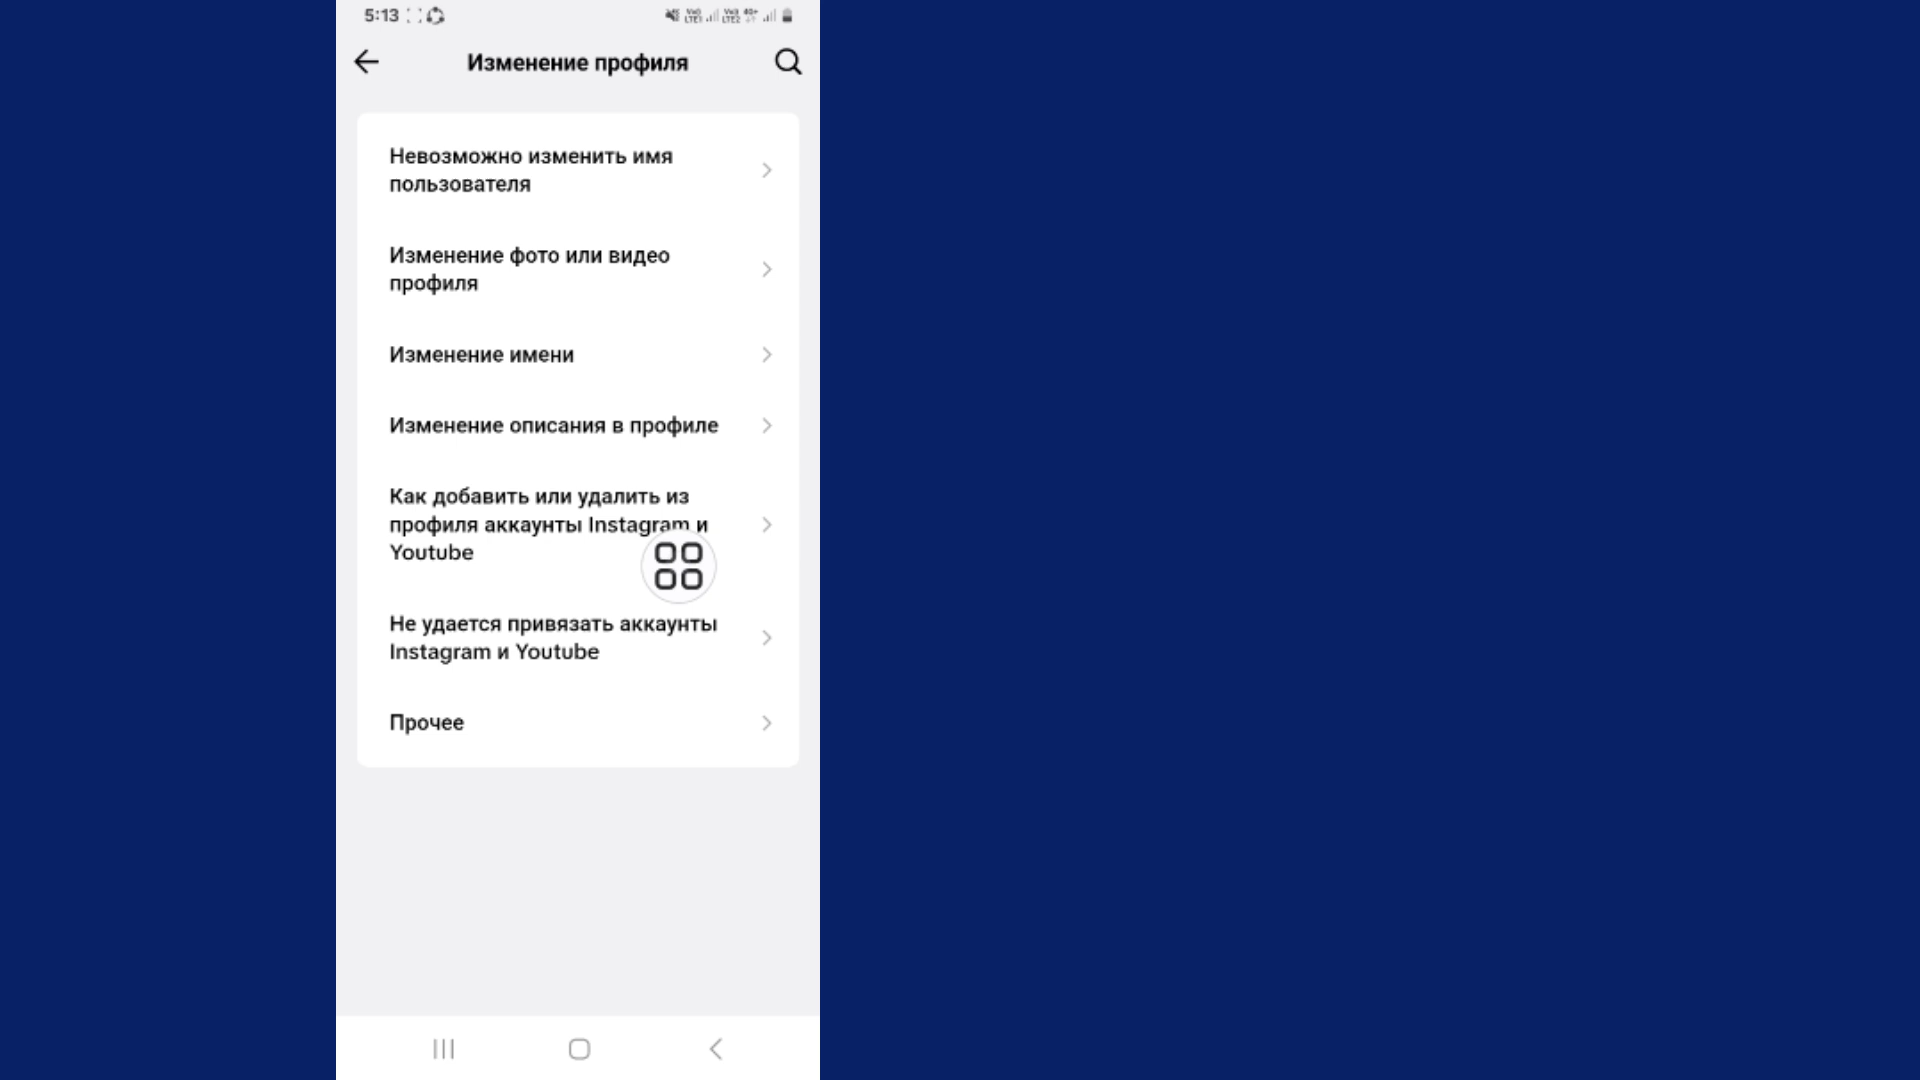 5:13
Изменение профиля
Невозможно изменить имя
пользователя
Изменение фото или видео
профиля
Изменение имени
Изменение описания в профиле
Как добавить или удалить из
профиля аккаунты Instagram и
Youtube
Не удается привязать аккаунты
Instagram и Youtube
Прочее